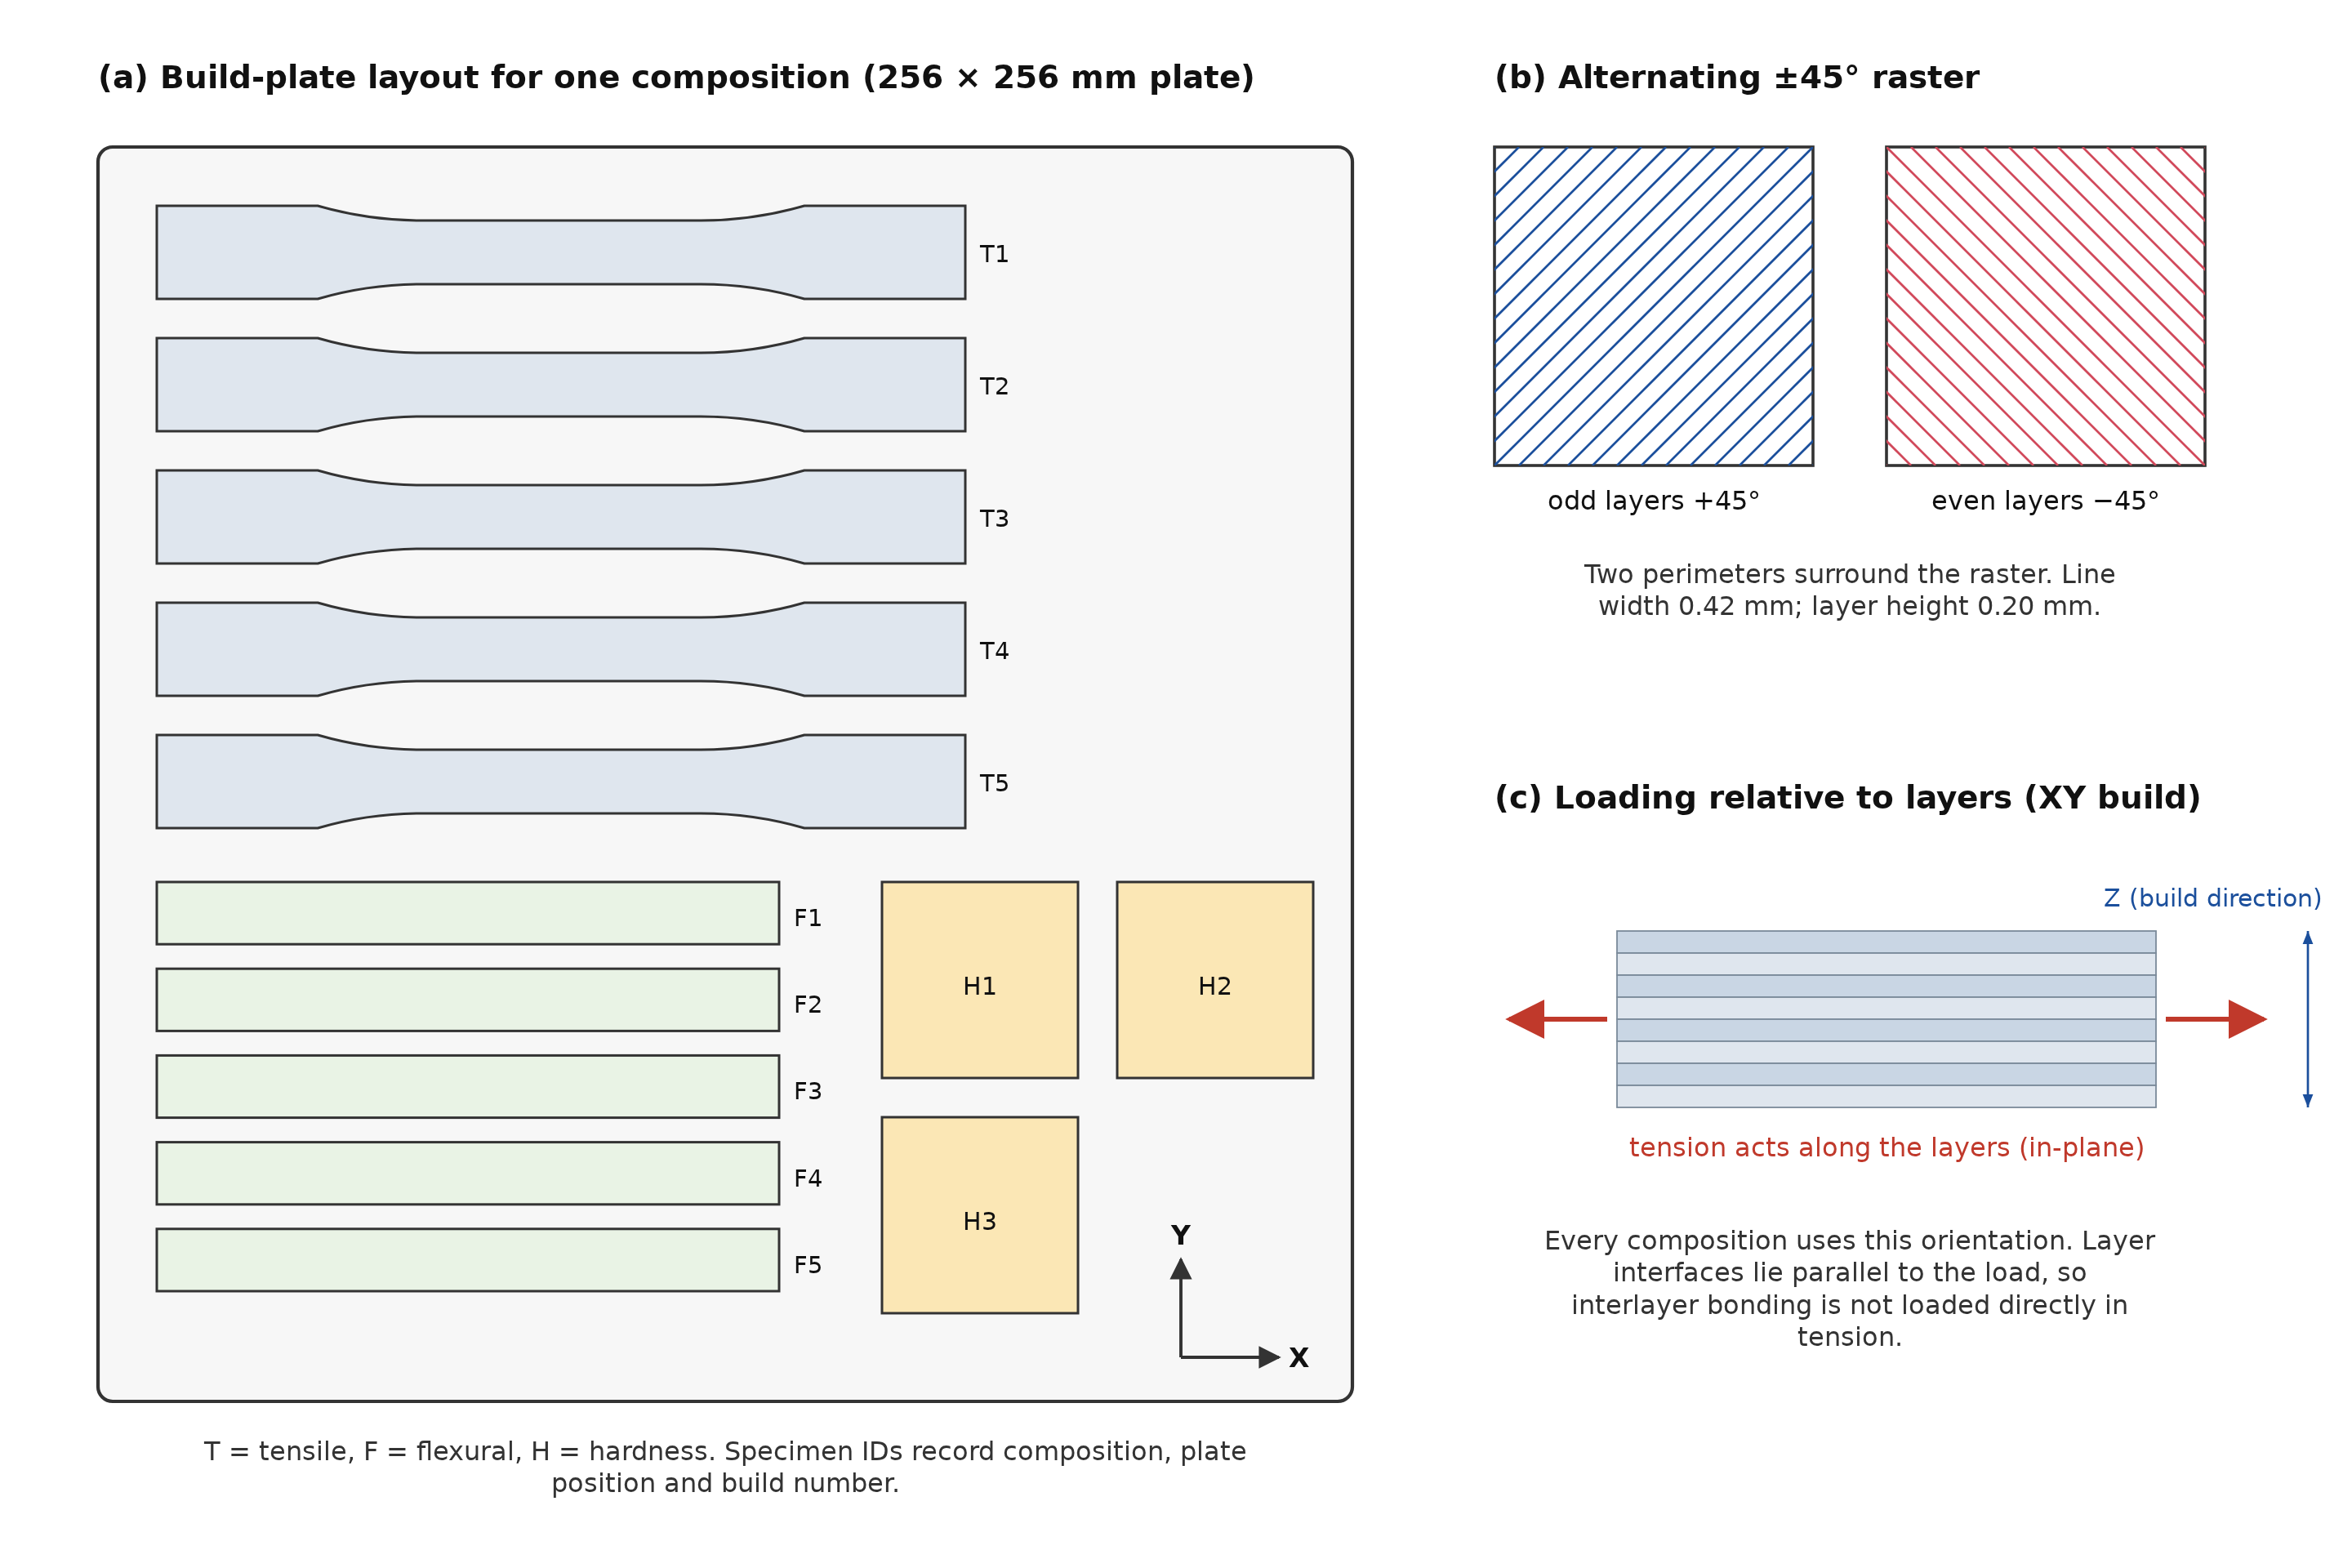 (a) Build-plate layout for one composition (256 × 256 mm plate)
T1
T2
T3
T4
T5
F1
F2
F3
F4
F5
H1
H2
H3
Y
X
T = tensile, F = flexural, H = hardness. Specimen IDs record composition, plate
position and build number.
(b) Alternating ±45° raster
odd layers +45°
even layers −45°
Two perimeters surround the raster. Line
width 0.42 mm; layer height 0.20 mm.
(c) Loading relative to layers (XY build)
Z (build direction)
tension acts along the layers (in-plane)
Every composition uses this orientation. Layer
interfaces lie parallel to the load, so
interlayer bonding is not loaded directly in
tension.